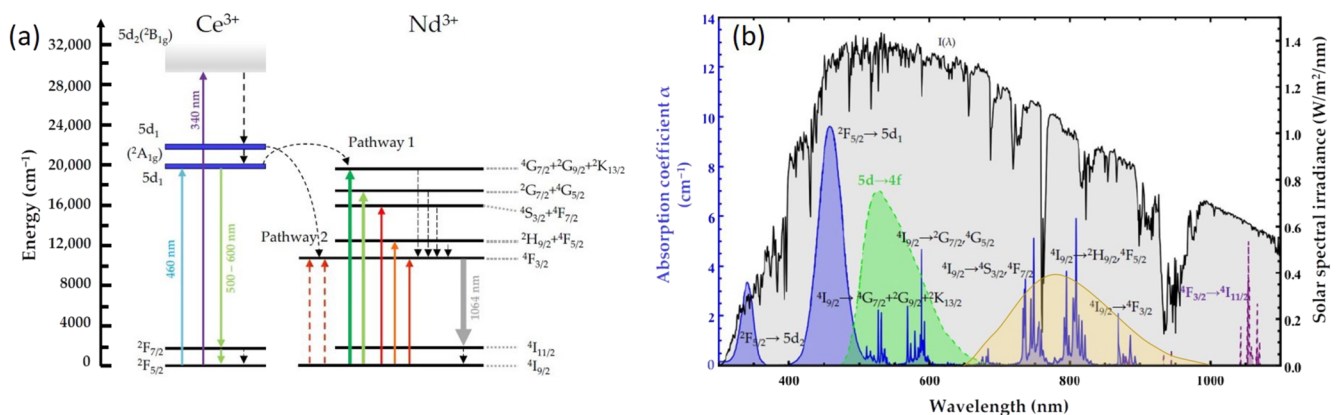 (a)
Ce³⁺
Nd³⁺
Energy (cm⁻¹)
32,000
28,000
24,000
20,000
16,000
12,000
8000
4000
0
5d₂(²B₁g)
5d₁
(²A₁g)
5d₁
²F₇/₂
²F₅/₂
340 nm
460 nm
500 – 600 nm
Pathway 1
Pathway 2
1064 nm
⁴G₇/₂+²G₉/₂+²K₁₃/₂
²G₇/₂+⁴G₅/₂
⁴S₃/₂+⁴F₇/₂
²H₉/₂+⁴F₅/₂
⁴F₃/₂
⁴I₁₁/₂
⁴I₉/₂
(b)
Absorption coefficient α
(cm⁻¹)
14
13
12
10
8
6
4
2
0
I(λ)
²F₅/₂→ 5d₁
5d→4f
⁴I₉/₂→²G₇/₂,⁴G₅/₂
⁴I₉/₂→⁴S₃/₂,⁴F₇/₂
⁴I₉/₂→²H₉/₂,⁴F₅/₂
⁴I₉/₂→ ⁴G₇/₂+²G₉/₂+²K₁₃/₂
⁴F₃/₂→⁴I₁₁/₂
⁴I₉/₂→⁴F₃/₂
²F₅/₂→ 5d₂
300
400
600
800
1000
Wavelength (nm)
1.4
1.2
1.0
0.8
0.6
0.4
0.2
0.0
Solar spectral irradiance (W/m²/nm)